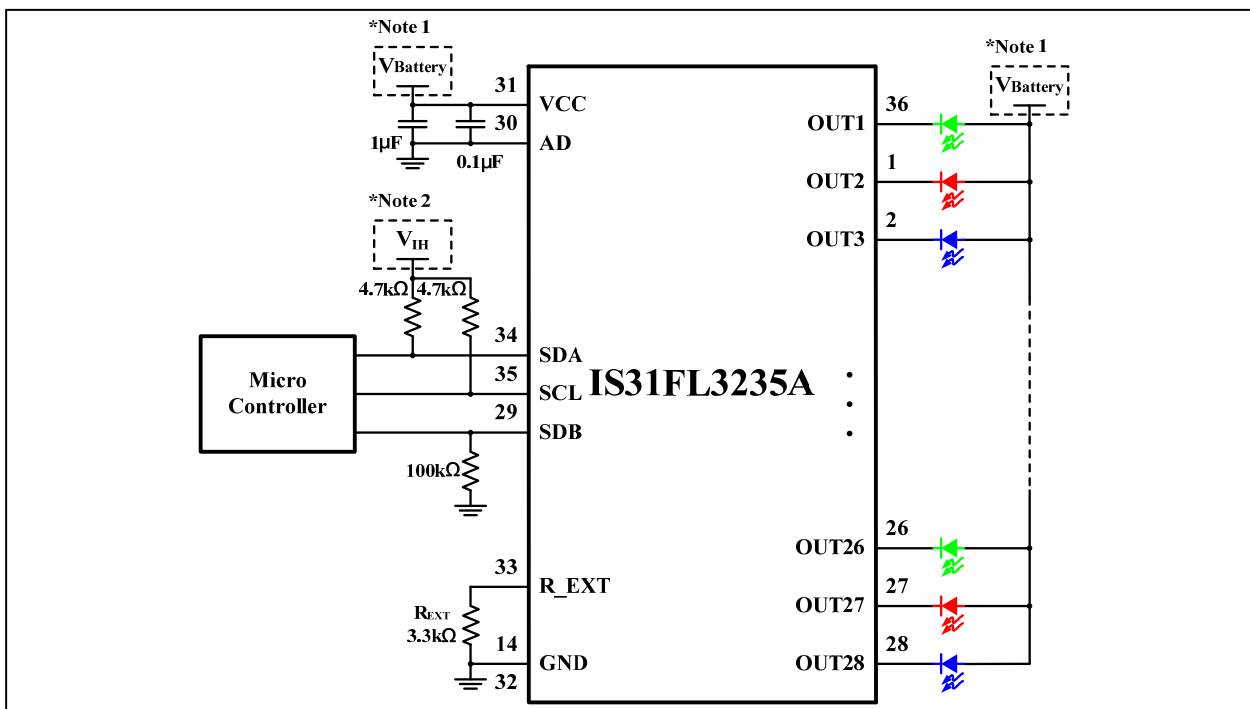 *Note 1
VBattery
31
VCC
30
AD
1µF
0.1µF
*Note 2
VIH
4.7kΩ 4.7kΩ
34
SDA
35
SCL
29
SDB
Micro
Controller
100kΩ
33
R_EXT
REXT
3.3kΩ
14
GND
32
IS31FL3235A
*Note 1
VBattery
36
OUT1
1
OUT2
2
OUT3
26
OUT26
27
OUT27
28
OUT28